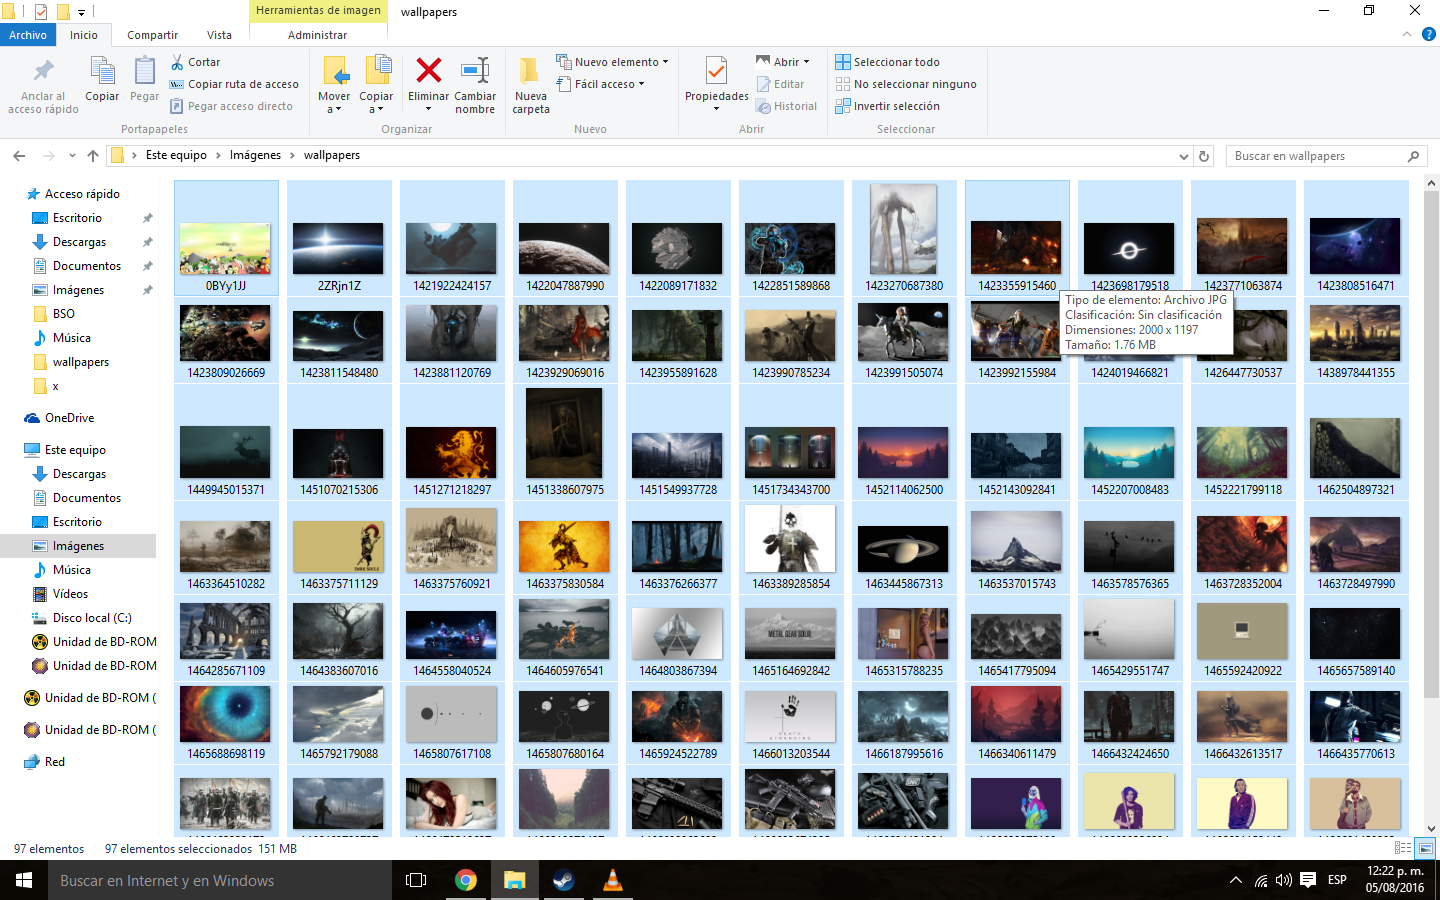 Herramientas de imagen
wallpapers
Archivo
Inicio
Compartir
Vista
Administrar
Anclar al
acceso rápido
Copiar
Pegar
Cortar
Copiar ruta de acceso
Pegar acceso directo
Portapapeles
Mover
a
Copiar
a
Eliminar
Cambiar
nombre
Organizar
Nueva
carpeta
Nuevo elemento
Fácil acceso
Nuevo
Propiedades
Abrir
Editar
Historial
Abrir
Seleccionar todo
No seleccionar ninguno
Invertir selección
Seleccionar
Este equipo > Imágenes > wallpapers
Buscar en wallpapers
Acceso rápido
Escritorio
Descargas
Documentos
Imágenes
BSO
Música
wallpapers
x
OneDrive
Este equipo
Descargas
Documentos
Escritorio
Imágenes
Música
Vídeos
Disco local (C:)
Unidad de BD-ROM
Unidad de BD-ROM
Unidad de BD-ROM (
Unidad de BD-ROM (
Red
0BYy1JJ 2ZRjn1Z 1421922424157 1422047887990 1422089171832 1422851589868 1423270687380 1423355915460 1423698179518 1423771063874 1423808516471
Tipo de elemento: Archivo JPG
Clasificación: Sin clasificación
Dimensiones: 2000 x 1197
Tamaño: 1.76 MB
1423809026669 1423811548480 1423881120769 1423929069016 1423955891628 1423990785234 1423991505074 1423992155984 1424019466821 1426447730537 1438978441355
1449945015371 1451070215306 1451271218297 1451338607975 1451549937728 1451734343700 1452114062500 1452143092841 1452207008483 1452221799118 1462504897321
DARK SOULS
1463364510282 1463375711129 1463375760921 1463375830584 1463376266377 1463389285854 1463445867313 1463537015743 1463578576365 1463728352004 1463728497990
METAL GEAR SOLID
1464285671109 1464383607016 1464558040524 1464605976541 1464803867394 1465164692842 1465315788235 1465417795094 1465429551747 1465592420922 1465657589140
DEATH
STRANDING
1465688698119 1465792179088 1465807617108 1465807680164 1465924522789 1466013203544 1466187995616 1466340611479 1466432424650 1466432613517 1466435770613
97 elementos
97 elementos seleccionados 151 MB
Buscar en Internet y en Windows
ESP
12:22 p. m.
05/08/2016